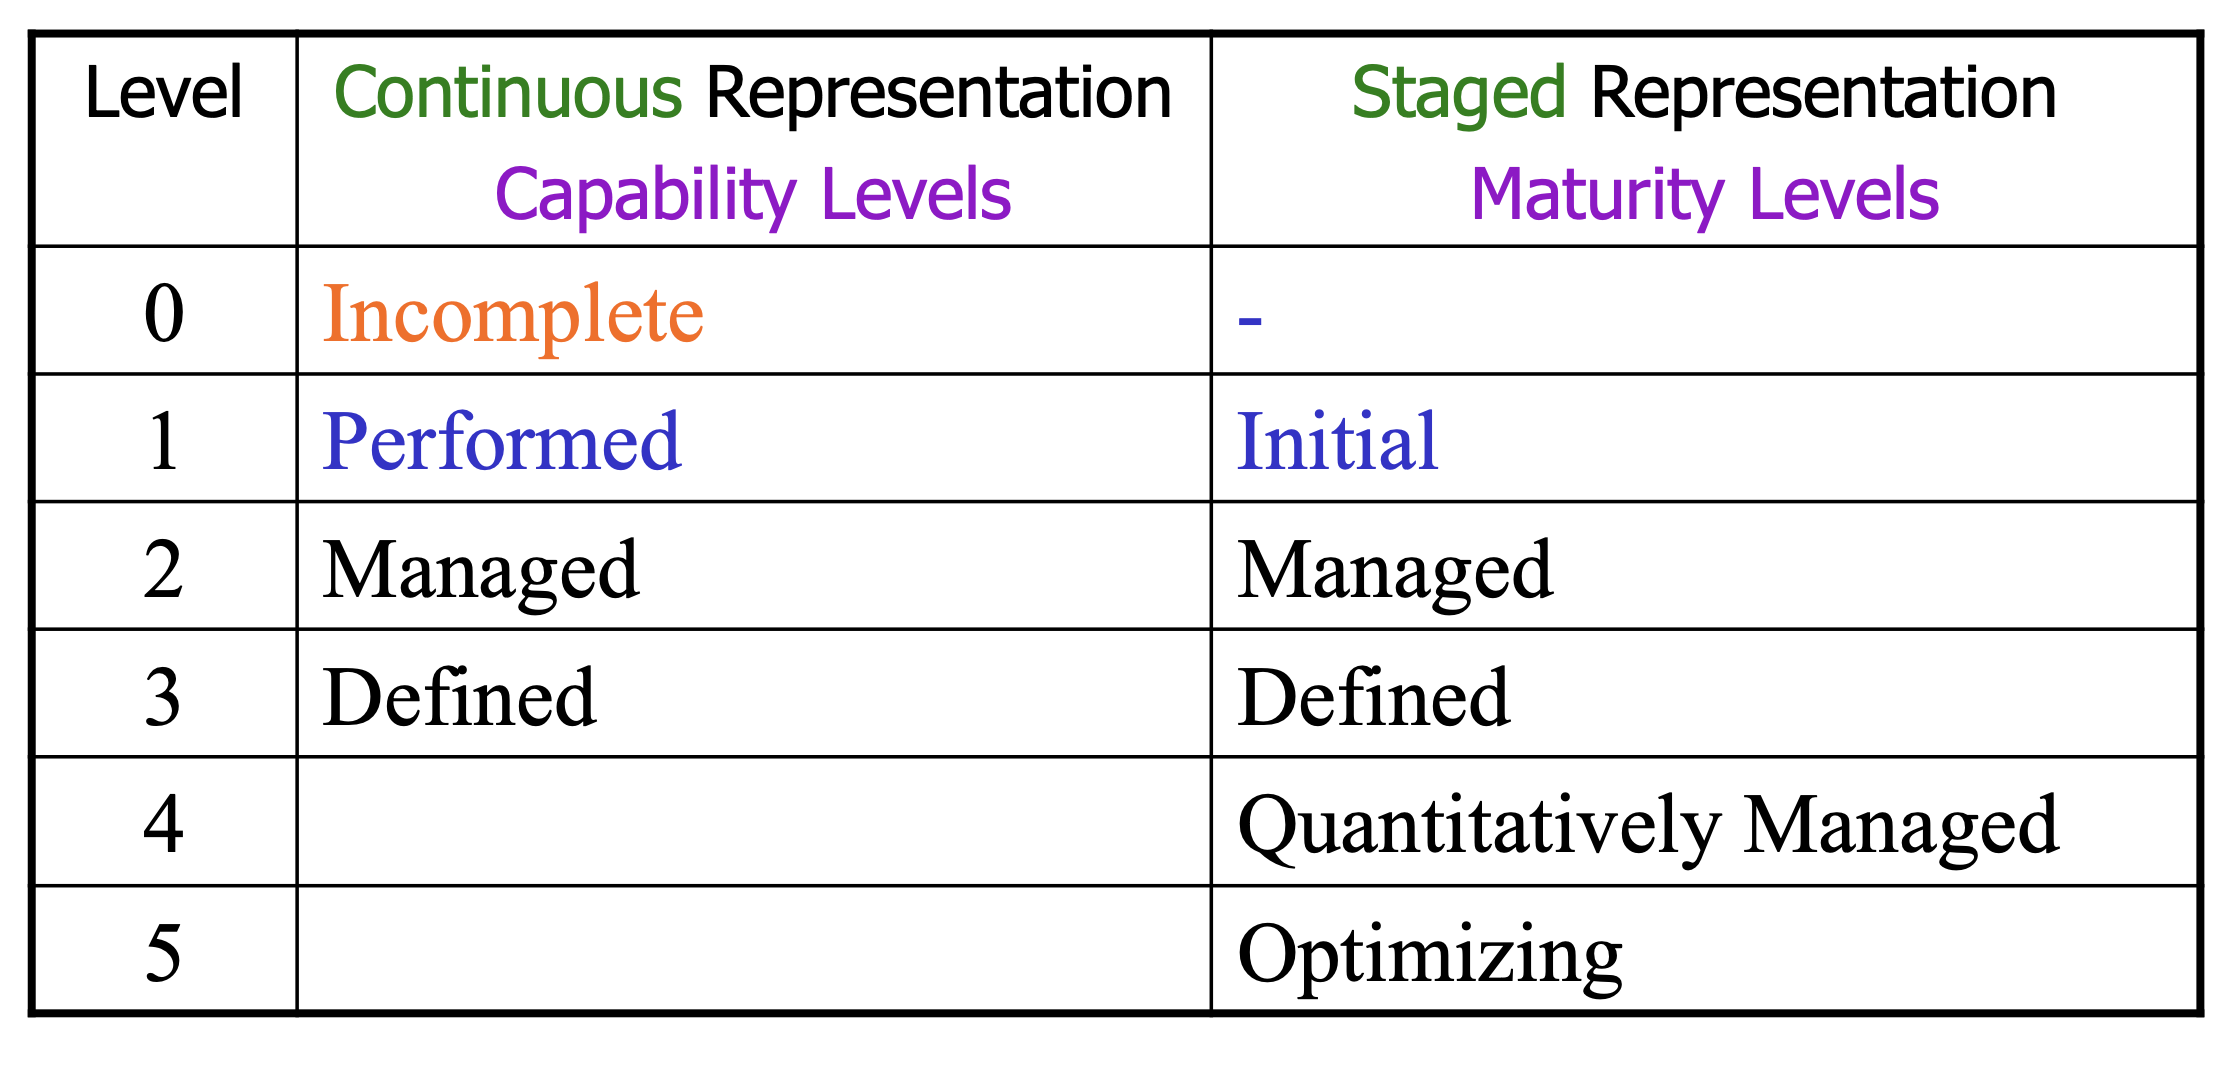 Level Continuous Representation Staged Representation
Capability Levels Maturity Levels
0 Incomplete -
1 Performed Initial
2 Managed Managed
3 Defined Defined
4 Quantitatively Managed
5 Optimizing